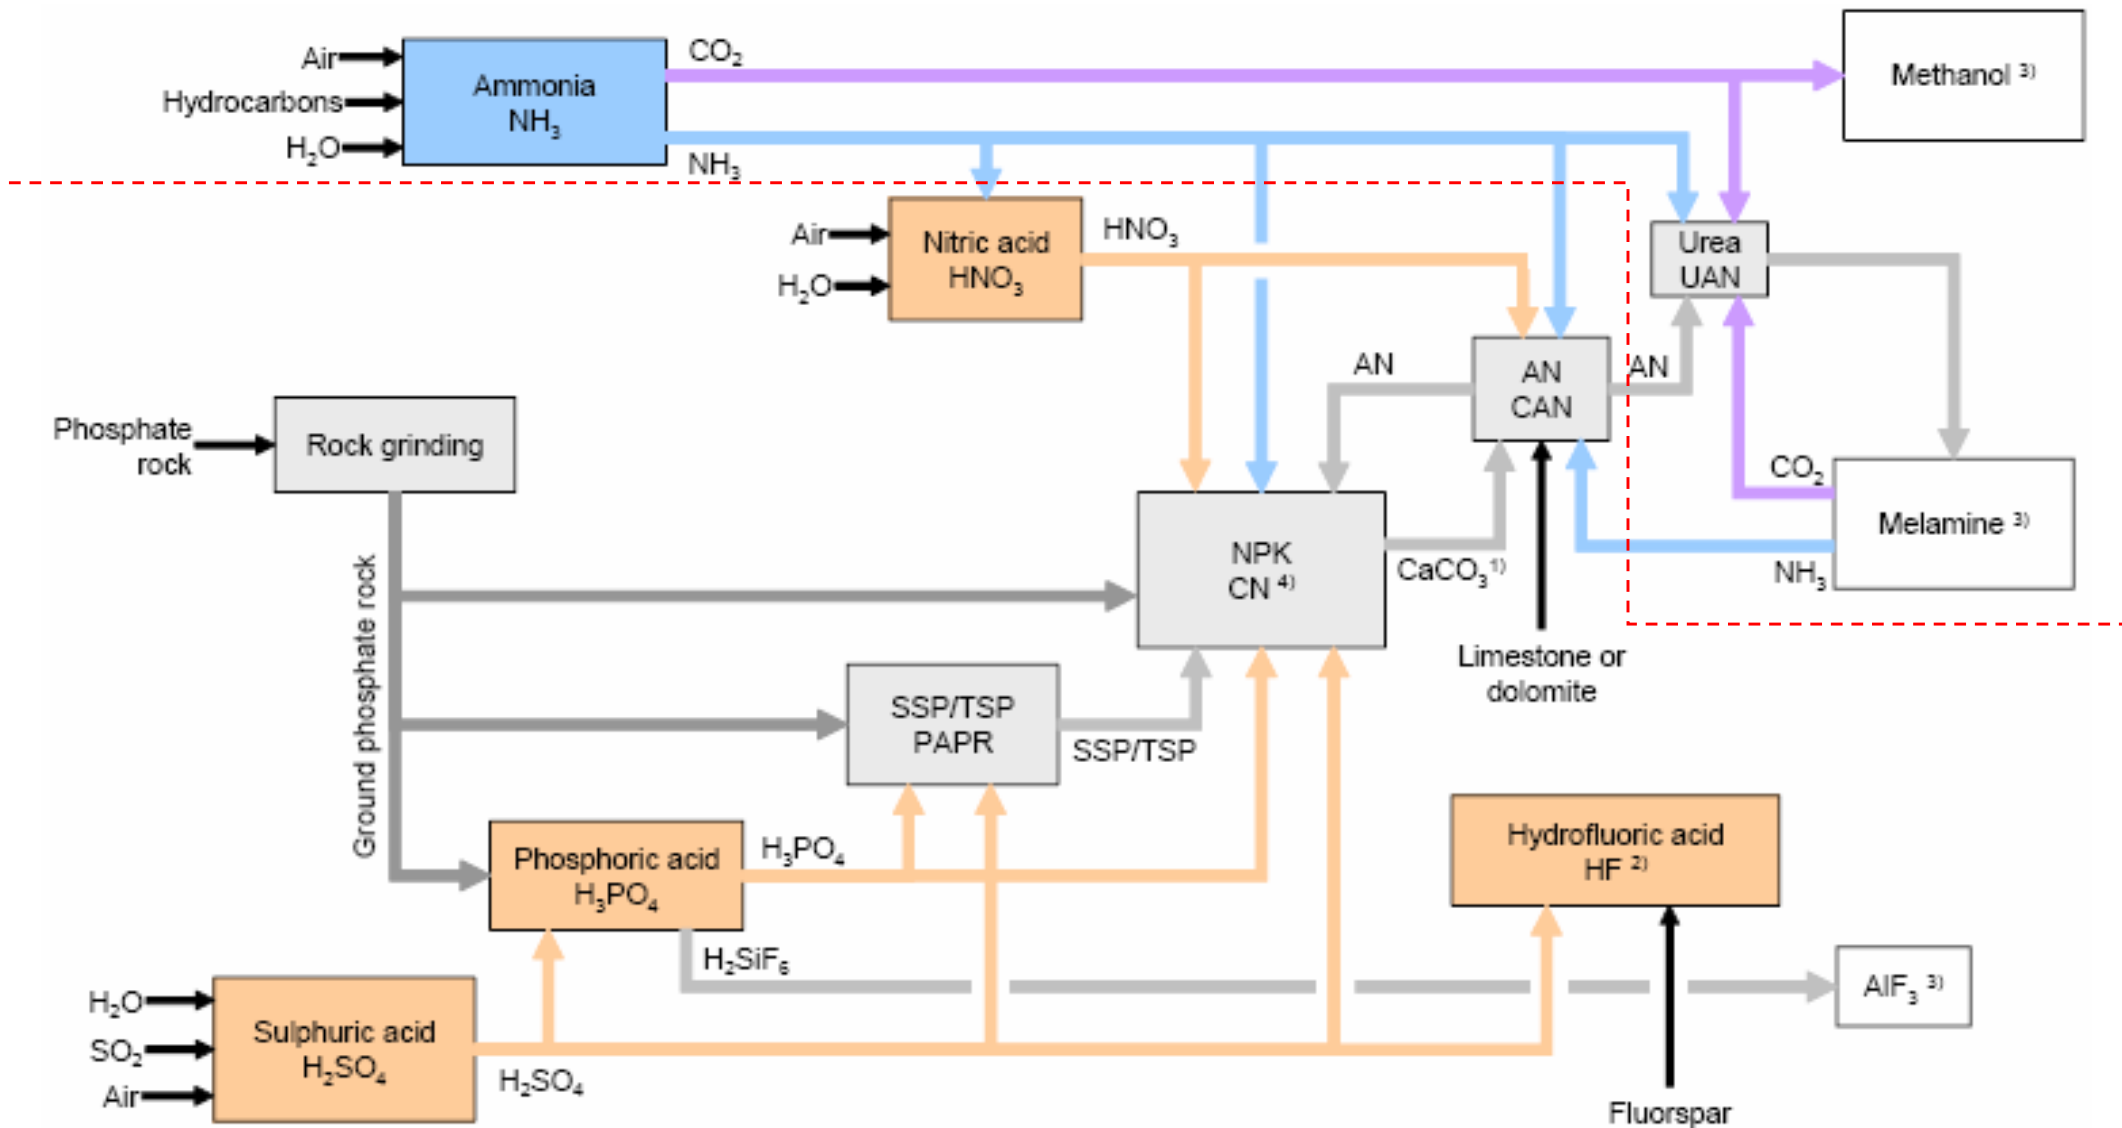 Air
Hydrocarbons
H₂O
Ammonia
NH₃
CO₂
NH₃
Methanol ³⁾
Air
H₂O
Nitric acid
HNO₃
HNO₃
Urea
UAN
AN
AN
CAN
AN
Phosphate
rock
Rock grinding
CO₂
Melamine ³⁾
NH₃
NPK
CN ⁴⁾
CaCO₃¹⁾
Ground phosphate rock
Limestone or
dolomite
SSP/TSP
PAPR
SSP/TSP
Phosphoric acid
H₃PO₄
H₃PO₄
Hydrofluoric acid
HF ²⁾
H₂SiF₆
AlF₃ ³⁾
H₂O
SO₂
Air
Sulphuric acid
H₂SO₄
H₂SO₄
Fluorspar